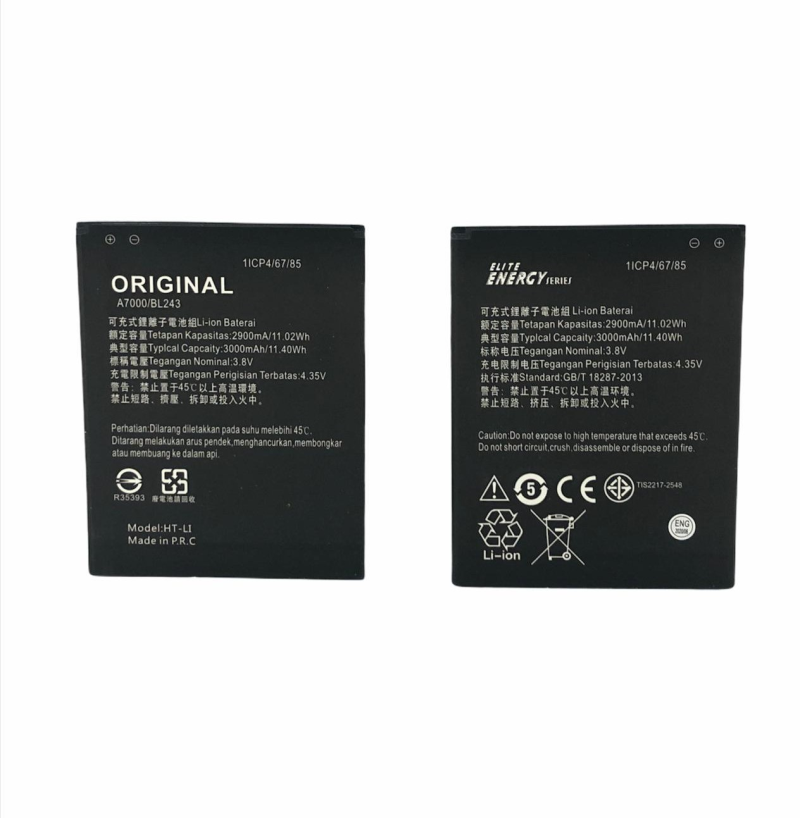 1ICP4/67/85
ORIGINAL
A7000/BL243
可充式鋰離子電池組Li-ion Baterai
額定容量Tetapan Kapasitas:2900mA/11.02Wh
典型容量Typlcal Capcaity:3000mAh/11.40Wh
標稱電壓Tegangan Nominal:3.8V
充電限制電壓Tegangan Perigisian Terbatas:4.35V
警告：禁止置于45℃以上高温環境。
禁止短路、擠壓、拆卸或投入火中。
Perhatian:Dilarang diletakkan pada suhu melebihi 45℃.
Ditarang melakukan arus pendek,menghancurkan,membongkar
atau membuang ke dalam api.
R35393 廢電池請回收
Model:HT-LI
Made in P.R.C
ELITE
ENERGY SERIES
1ICP4/67/85
可充式鋰離子電池組 Li-ion Baterai
額定容量Tetapan Kapasitas:2900mA/11.02Wh
典型容量Typlcal Capcaity:3000mAh/11.40Wh
标称电压Tegangan Nominal:3.8V
充电限制电压Tegangan Perigisian Terbatas:4.35V
执行标准Standard:GB/T 18287-2013
警告：禁止置于45℃以上高温环境。
禁止短路、挤压、拆卸或投入火中。
Caution:Do not expose to high temperature that exceeds 45℃.
Do not short circuit,crush,disassemble or dispose of in fire.
5 CE TIS2217-2548
Li-ion
ENG